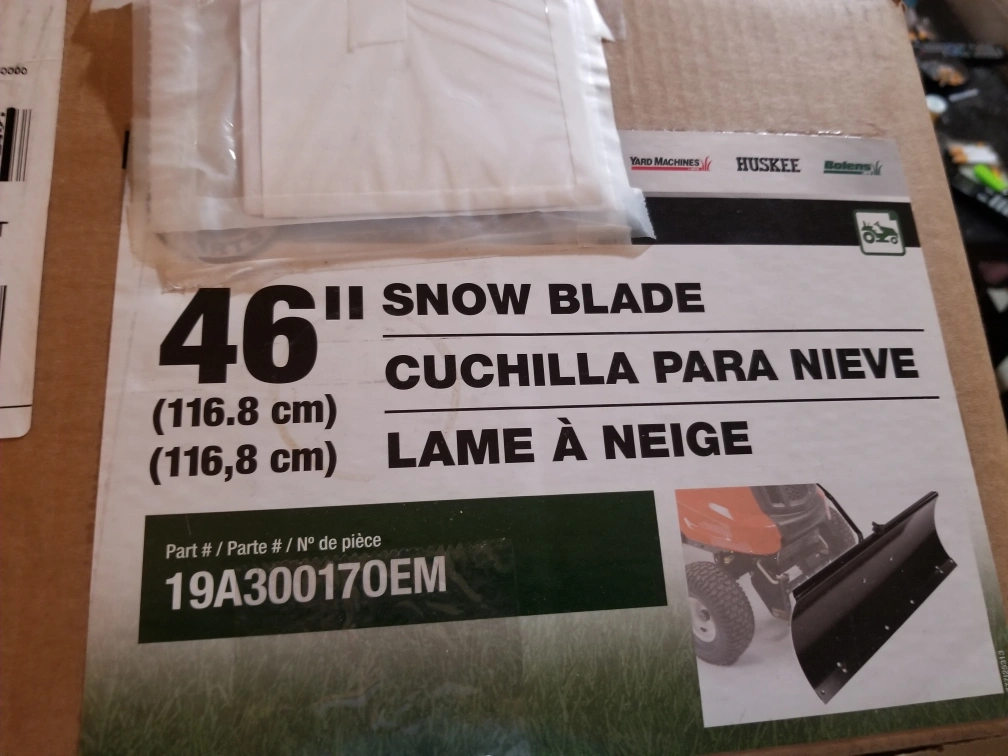 YARD MACHINES HUSKEE Bolens
46" SNOW BLADE
CUCHILLA PARA NIEVE
(116.8 cm)
(116,8 cm)
LAME À NEIGE
Part # / Parte # / Nº de pièce
19A30017OEM